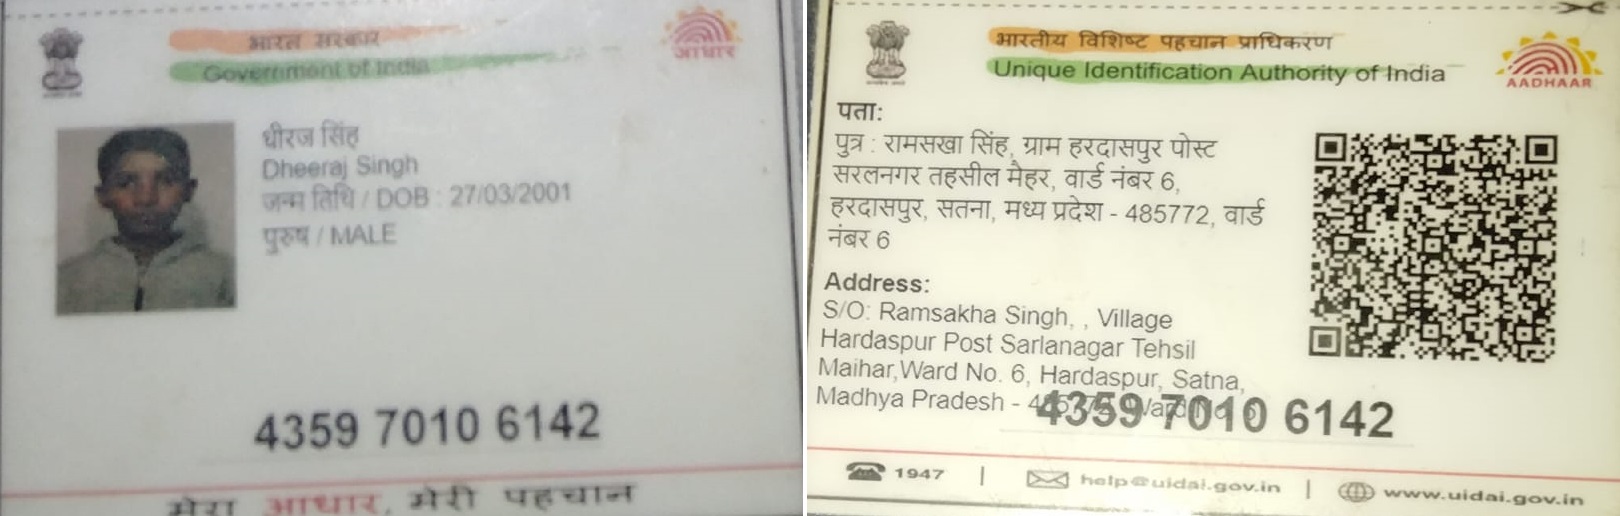 भारत सरकार
Government of India
आधार
धीरज सिंह
Dheeraj Singh
जन्म तिथि / DOB : 27/03/2001
पुरुष / MALE
4359 7010 6142
मेरा आधार, मेरी पहचान
भारतीय विशिष्ट पहचान प्राधिकरण
Unique Identification Authority of India
AADHAAR
पता:
पुत्र : रामसखा सिंह, ग्राम हरदासपुर पोस्ट
सरलनगर तहसील मैहर, वार्ड नंबर 6,
हरदासपुर, सतना, मध्य प्रदेश - 485772, वार्ड
नंबर 6
Address:
S/O: Ramsakha Singh, , Village
Hardaspur Post Sarlanagar Tehsil
Maihar,Ward No. 6, Hardaspur, Satna,
Madhya Pradesh -
4359 7010 6142
1947 | help@uidai.gov.in | www.uidai.gov.in